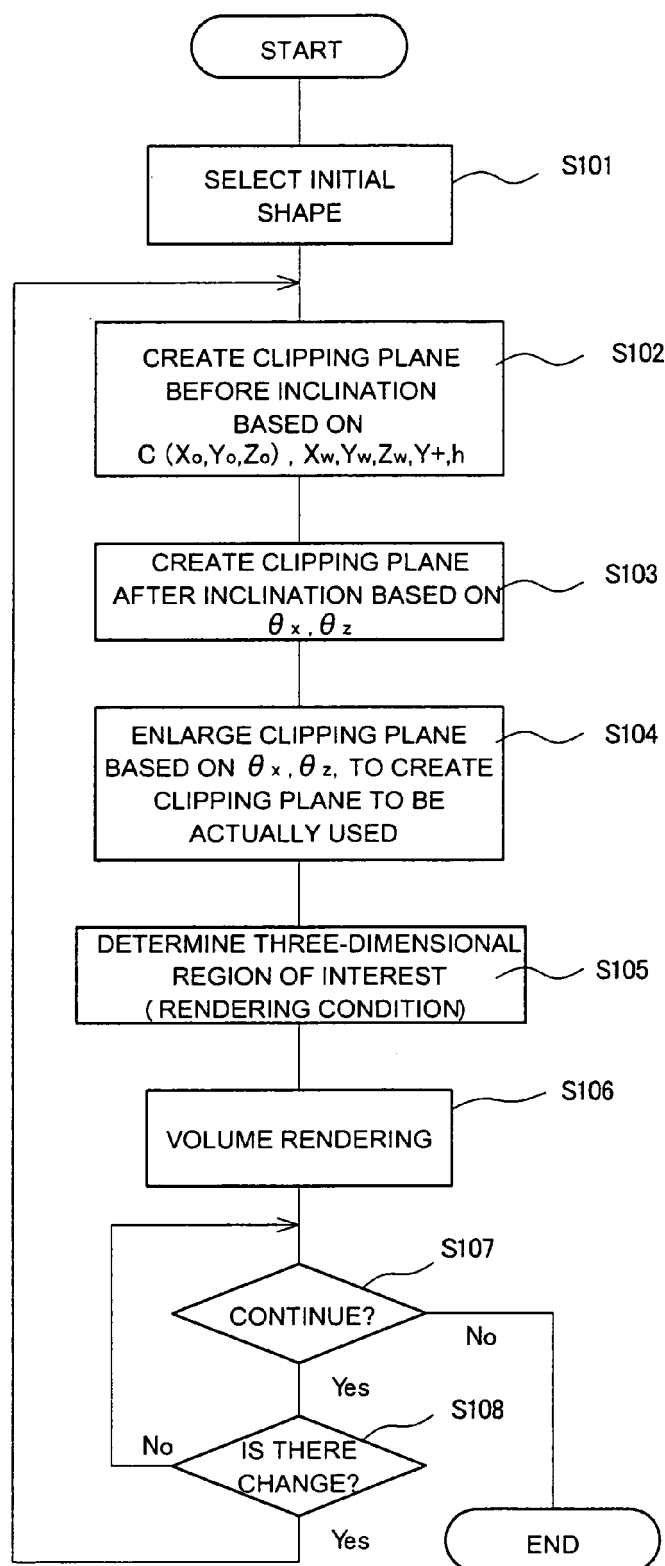 START
SELECT INITIAL
SHAPE
S101
CREATE CLIPPING PLANE
BEFORE INCLINATION
BASED ON
C (Xo,Yo,Zo) , Xw,Yw,Zw,Y+,h
S102
CREATE CLIPPING PLANE
AFTER INCLINATION BASED ON
θx , θz
S103
ENLARGE CLIPPING PLANE
BASED ON θx , θz, TO CREATE
CLIPPING PLANE TO BE
ACTUALLY USED
S104
DETERMINE THREE-DIMENSIONAL
REGION OF INTEREST
( RENDERING CONDITION)
S105
VOLUME RENDERING
S106
CONTINUE?
S107
No
Yes
IS THERE
CHANGE?
S108
No
Yes
END